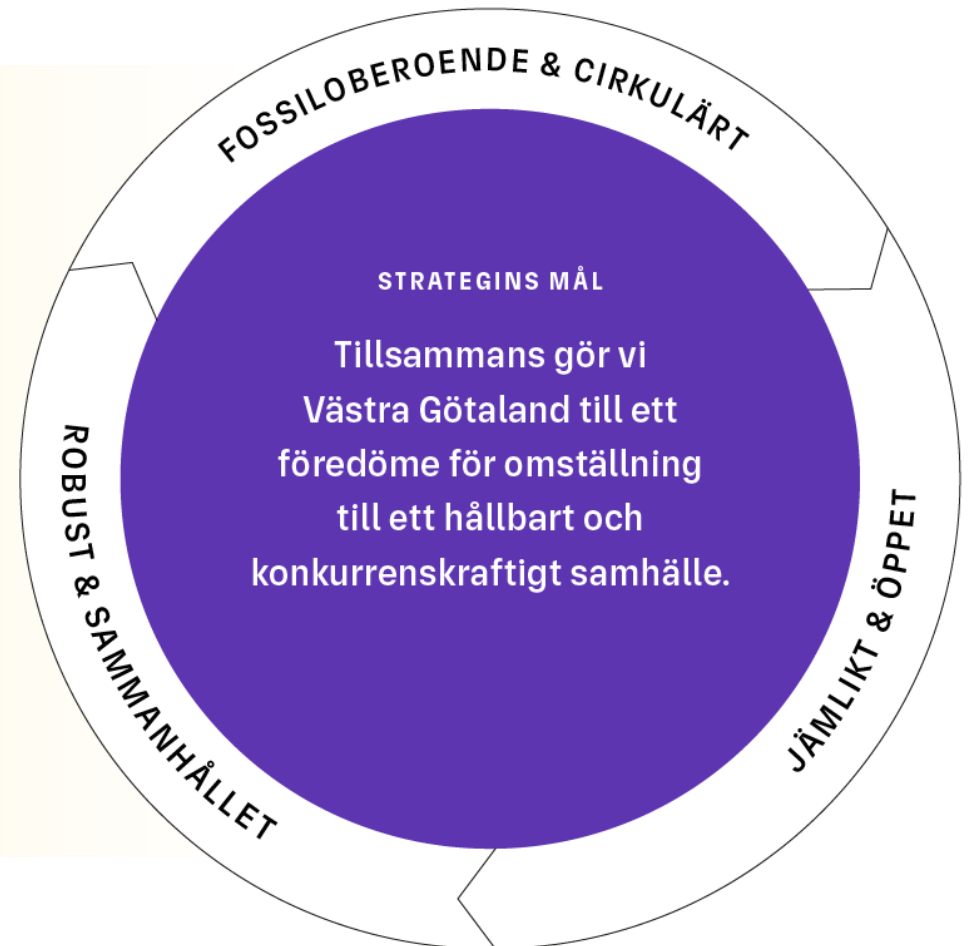 FOSSILOBEROENDE & CIRKULÄRT
STRATEGINS MÅL
Tillsammans gör vi
Västra Götaland till ett
föredöme för omställning
till ett hållbart och
konkurrenskraftigt samhälle.
JÄMLIKT & ÖPPET
ROBUST & SAMMANHÅLLET